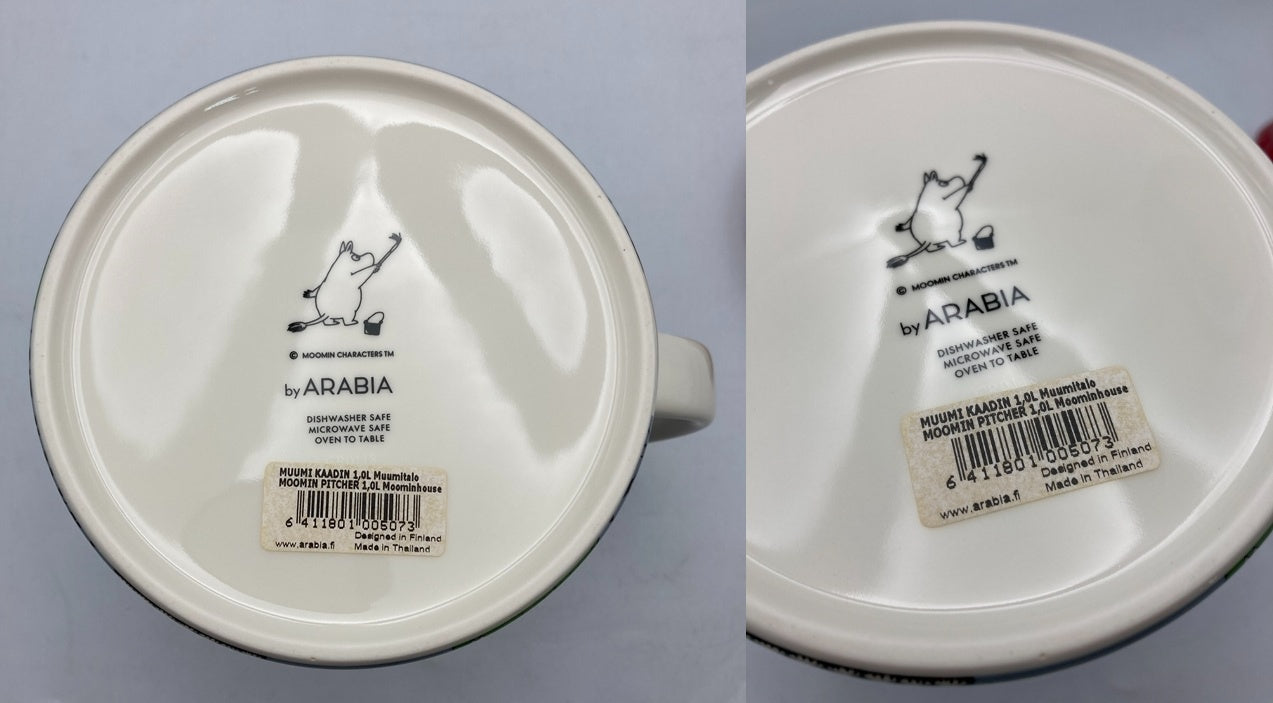 © MOOMIN CHARACTERS TM
by ARABIA
DISHWASHER SAFE
MICROWAVE SAFE
OVEN TO TABLE
MUUMI KAADIN 1,0L Muumitalo
MOOMIN PITCHER 1,0L Moominhouse
6 411801 005073
Designed in Finland
www.arabia.fi Made in Thailand
© MOOMIN CHARACTERS TM
by ARABIA
DISHWASHER SAFE
MICROWAVE SAFE
OVEN TO TABLE
MUUMI KAADIN 1,0L Muumitalo
MOOMIN PITCHER 1,0L Moominhouse
6 411801 005073
Designed in Finland
www.arabia.fi Made in Thailand